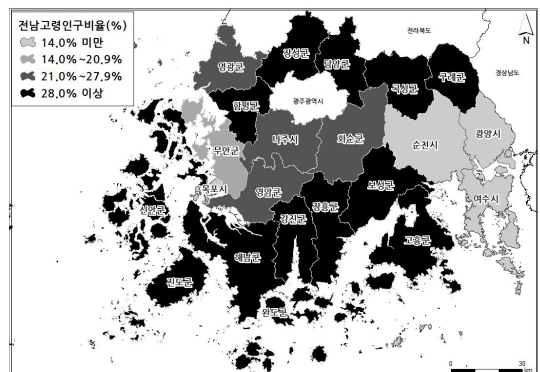 전남고령인구비율(%)
14.0% 미만
14.0%~20.9%
21.0%~27.9%
28.0% 이상
전라북도
N
경상남도
장성군
담양군
영광군
곡성군
구례군
광주광역시
함평군
나주시
화순군
순천시
광양시
무안군
목포시
영암군
보성군
여수시
신안군
강진군
장흥군
고흥군
해남군
진도군
완도군
0 15 30
km